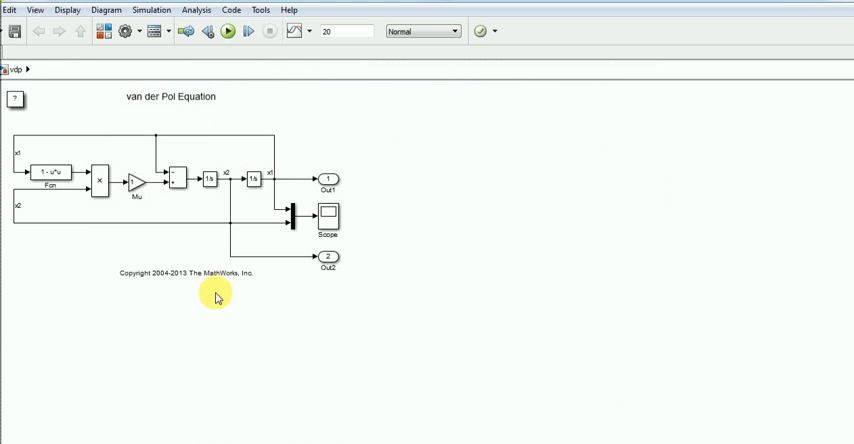 Edit View Display Diagram Simulation Analysis Code Tools Help
20 Normal
vdp
?
van der Pol Equation
x1
1 - u*u
Fcn
×
1
Mu
−
+
1/s
x2
1/s
x1
1
Out1
x2
Scope
2
Out2
Copyright 2004-2013 The MathWorks, Inc.